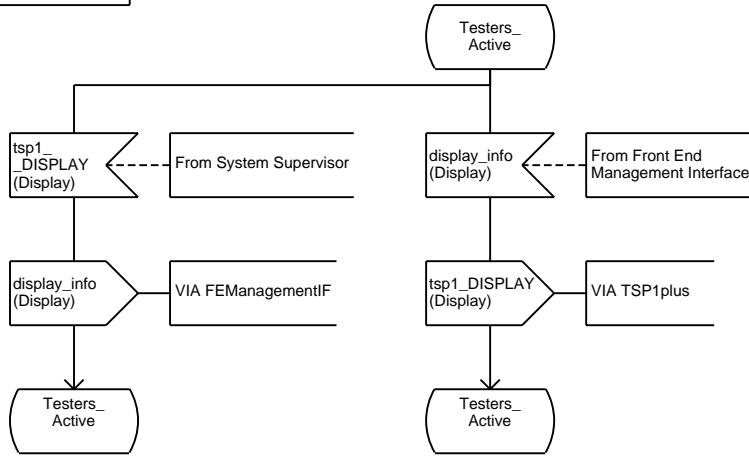 Testers_
Active
tsp1_
_DISPLAY
(Display)
From System Supervisor
display_info
(Display)
From Front End
Management Interface
display_info
(Display)
VIA FEManagementIF
tsp1_DISPLAY
(Display)
VIA TSP1plus
Testers_
Active
Testers_
Active